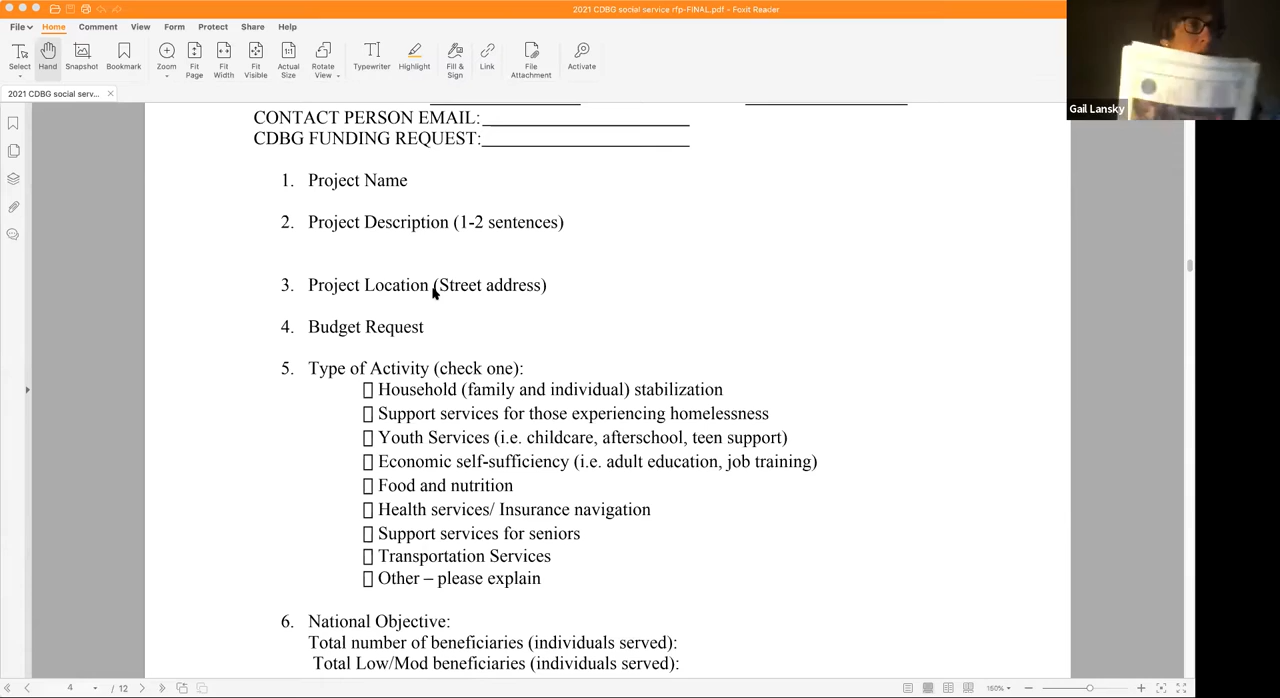 2021 CDBG social service rfp-FINAL.pdf - Foxit Reader
File Home Comment View Form Protect Share Help
Select
Hand
Snapshot
Bookmark
Zoom
Fit Page
Fit Width
Fit Visible
Actual Size
Rotate View
Typewriter
Highlight
Fill & Sign
Link
File Attachment
Activate
2021 CDBG social serv...
Gail Lansky
CONTACT PERSON EMAIL:
CDBG FUNDING REQUEST:
1. Project Name
2. Project Description (1-2 sentences)
3. Project Location (Street address)
4. Budget Request
5. Type of Activity (check one):
Household (family and individual) stabilization
Support services for those experiencing homelessness
Youth Services (i.e. childcare, afterschool, teen support)
Economic self-sufficiency (i.e. adult education, job training)
Food and nutrition
Health services/ Insurance navigation
Support services for seniors
Transportation Services
Other – please explain
6. National Objective:
Total number of beneficiaries (individuals served):
Total Low/Mod beneficiaries (individuals served):
4 / 12
150%